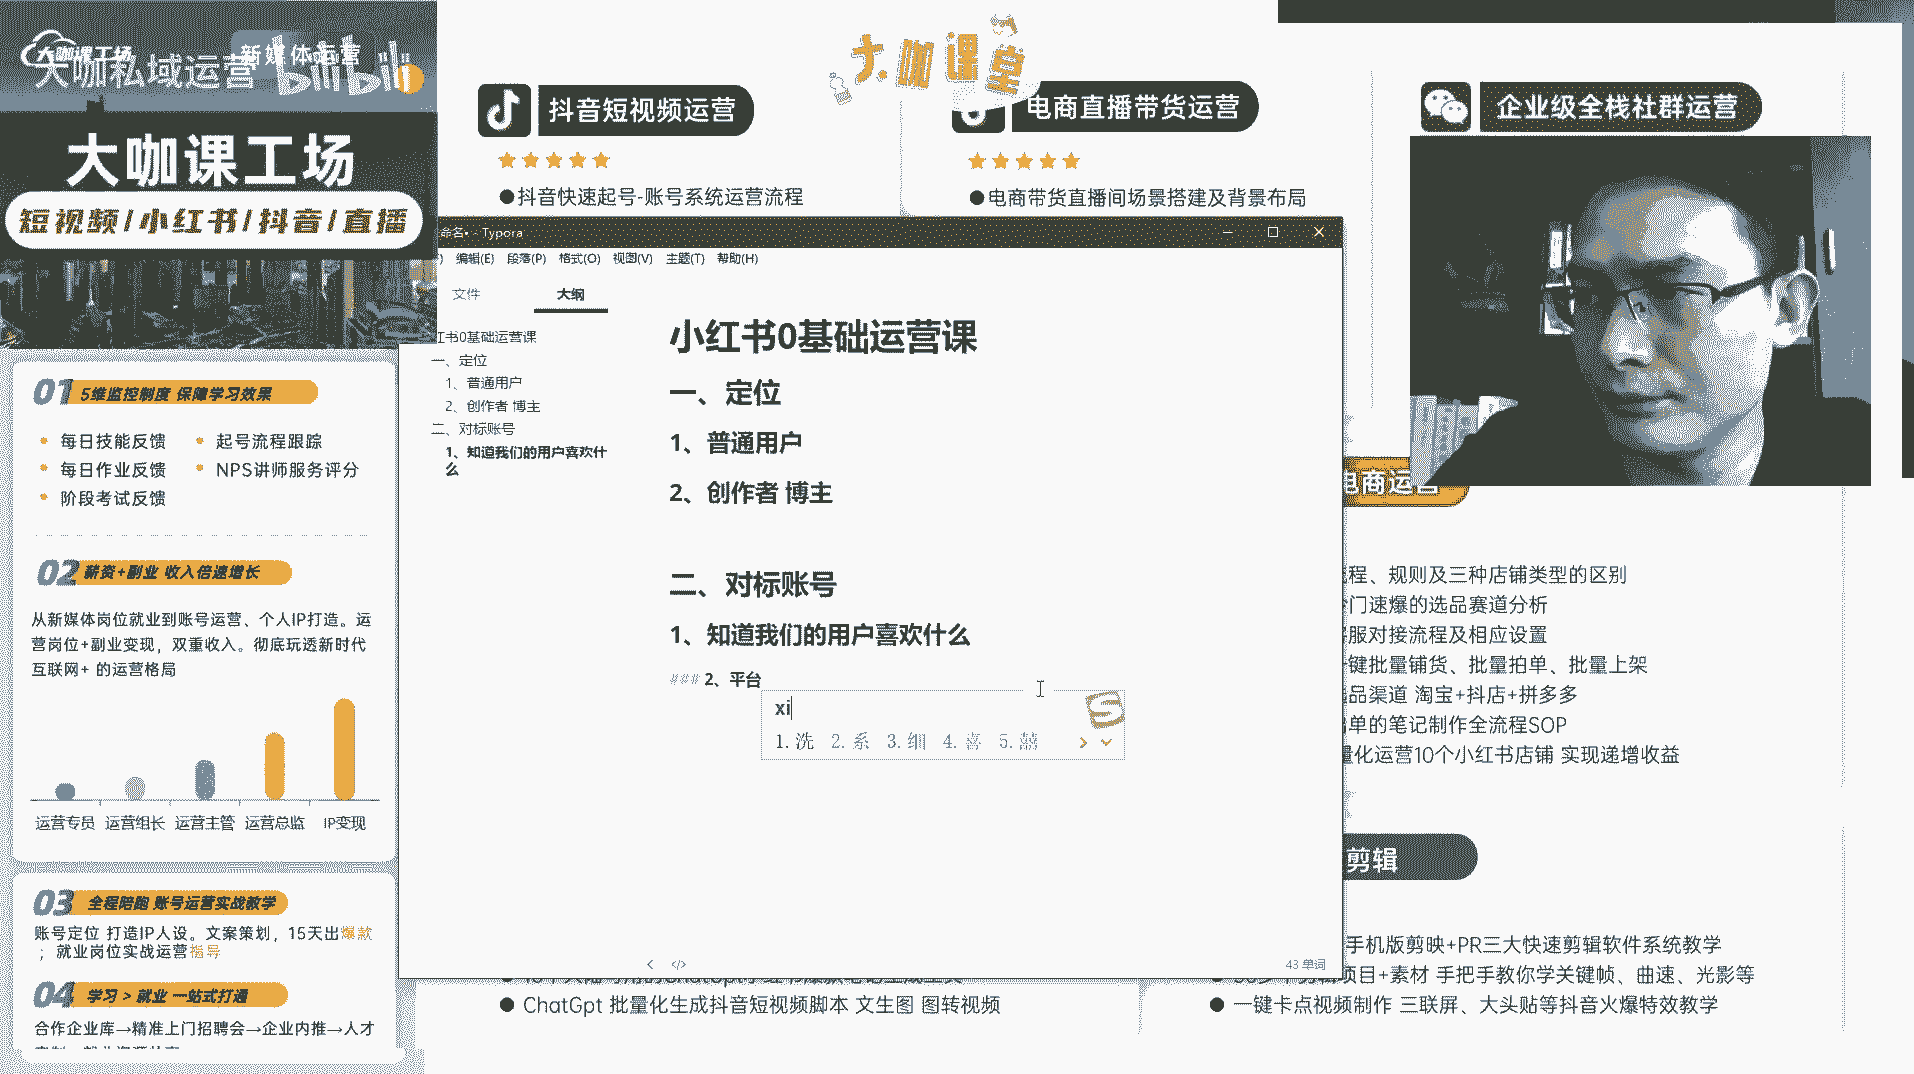 大咖课工场
大咖私域运营
新媒体运营
bilibili
大咖课工场
短视频/小红书/抖音/直播
01 5维监控制度 保障学习效果
每日技能反馈
起号流程跟踪
每日作业反馈
NPS讲师服务评分
阶段考试反馈
02 薪资+副业 收入倍速增长
从新媒体岗位就业到账号运营、个人IP打造。运
营岗位+副业变现，双重收入。彻底玩透新时代
互联网+ 的运营格局
运营专员 运营组长 运营主管 运营总监 IP变现
03 全程陪跑 账号运营实战教学
账号定位 打造IP人设。文案策划，15天出爆款
；就业岗位实战运营指导
04 学习 > 就业 一站式打通
合作企业库→精准上门招聘会→企业内推→人才
大咖课堂
抖音短视频运营
●抖音快速起号-账号系统运营流程
电商直播带货运营
●电商带货直播间场景搭建及背景布局
企业级全栈社群运营
命名• - Typora
编辑(E) 段落(P) 格式(O) 视图(V) 主题(T) 帮助(H)
文件 大纲
红书0基础运营课
一、定位
1、普通用户
2、创作者 博主
二、对标账号
1、知道我们的用户喜欢什
么
小红书0基础运营课
一、定位
1、普通用户
2、创作者 博主
二、对标账号
1、知道我们的用户喜欢什么
### 2、平台
xi
1.洗 2.系 3.细 4.喜 5.囍
43 单词
电商运营
程、规则及三种店铺类型的区别
门速爆的选品赛道分析
客服对接流程及相应设置
键批量铺货、批量拍单、批量上架
选品渠道 淘宝+抖店+拼多多
出单的笔记制作全流程SOP
量化运营10个小红书店铺 实现递增收益
剪辑
手机版剪映+PR三大快速剪辑软件系统教学
项目+素材 手把手教你学关键帧、曲速、光影等
● 一键卡点视频制作 三联屏、大头贴等抖音火爆特效教学
● ChatGpt 批量化生成抖音短视频脚本 文生图 图转视频